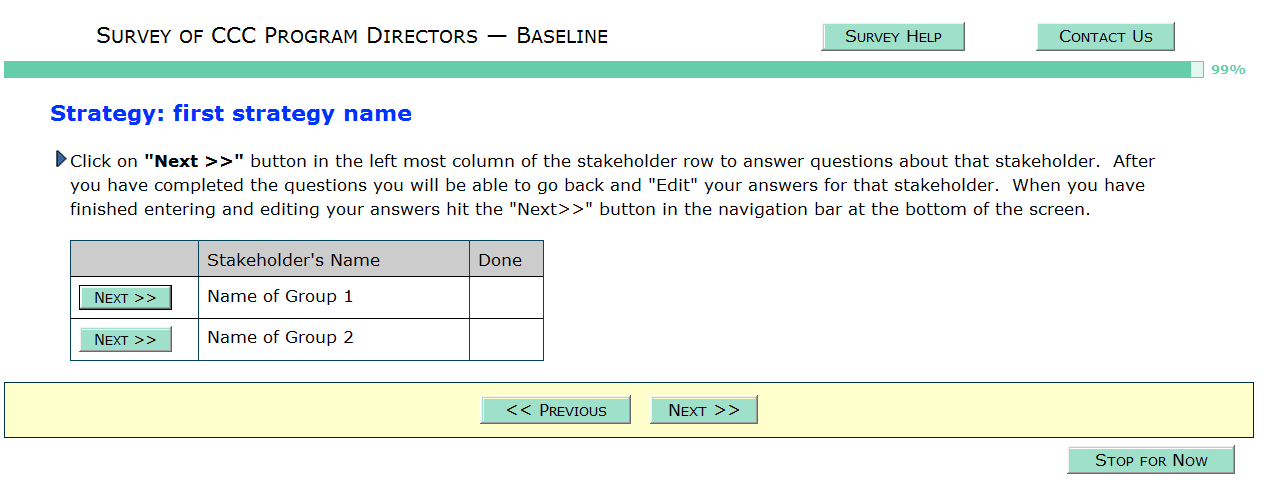 Survey of CCC Program Directors — Baseline
Survey Help
Contact Us
99%
Strategy: first strategy name
Click on "Next >>" button in the left most column of the stakeholder row to answer questions about that stakeholder.  After
you have completed the questions you will be able to go back and "Edit" your answers for that stakeholder.  When you have
finished entering and editing your answers hit the "Next>>" button in the navigation bar at the bottom of the screen.
Stakeholder's Name Done
Next >> Name of Group 1
Next >> Name of Group 2
<< Previous Next >>
Stop for Now